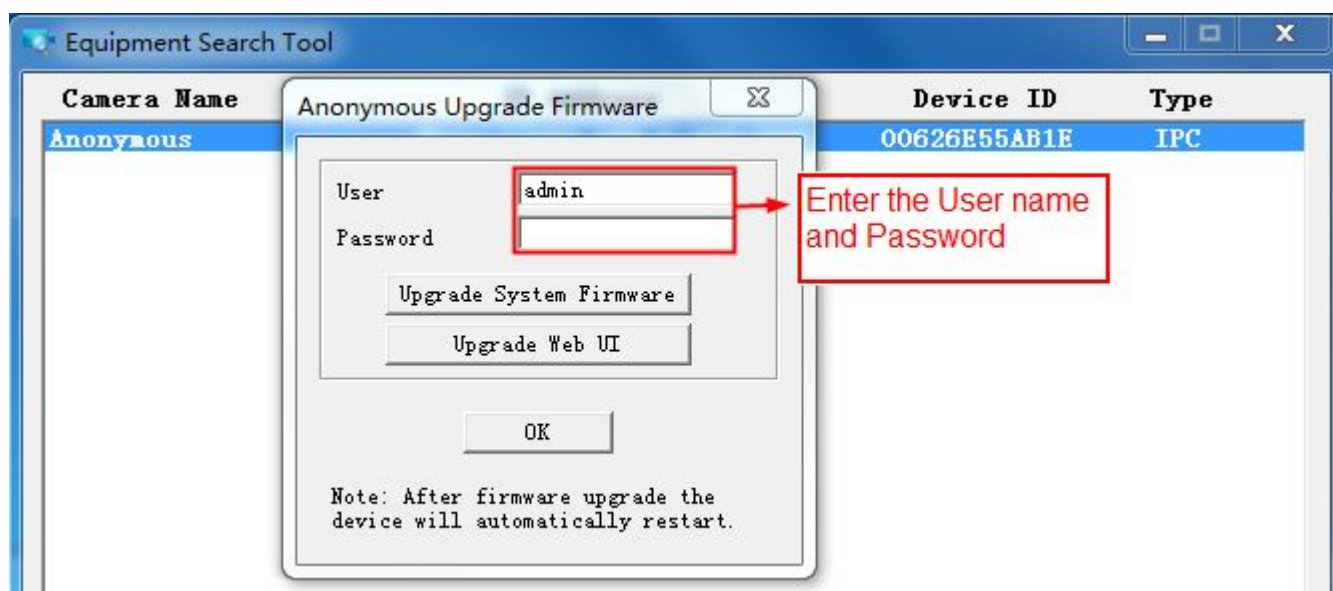 Equipment Search Tool
Camera Name Device ID Type
Anonymous Upgrade Firmware
Anonymous 00626E55AB1E IPC
User admin
Enter the User name
and Password
Password
Upgrade System Firmware
Upgrade Web UI
OK
Note: After firmware upgrade the
device will automatically restart.